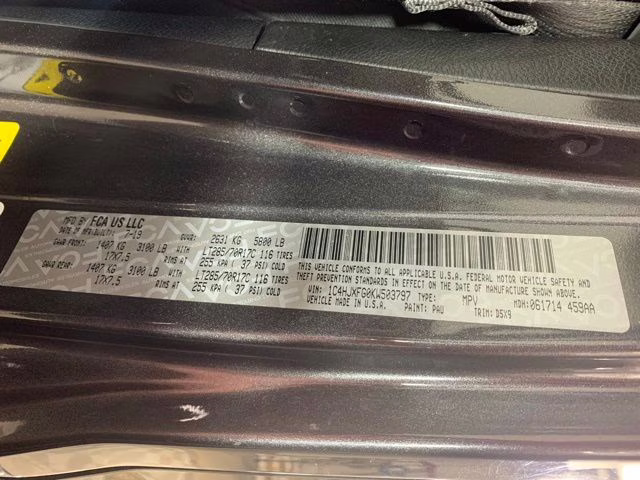 MFD BY FCA US LLC
DATE OF MFR/BUILT: 7-19 GVWR: 2631 KG 5800 LB
GAWR FRONT: 1407 KG 3100 LB WITH LT285/70R17C 116 TIRES
17X7.5 RIMS AT 255 KPA ( 37 PSI) COLD
GAWR REAR: 1407 KG 3100 LB WITH LT285/70R17C 116 TIRES
17X7.5 RIMS AT 255 KPA ( 37 PSI) COLD
THIS VEHICLE CONFORMS TO ALL APPLICABLE U.S.A. FEDERAL MOTOR VEHICLE SAFETY AND
THEFT PREVENTION STANDARDS IN EFFECT ON THE DATE OF MANUFACTURE SHOWN ABOVE.
VIN: 1C4HJXFG0KW503797 TYPE: MPV MDH: 061714 459AA
MADE IN U.S.A. PAINT: PAU TRIM: D5X9